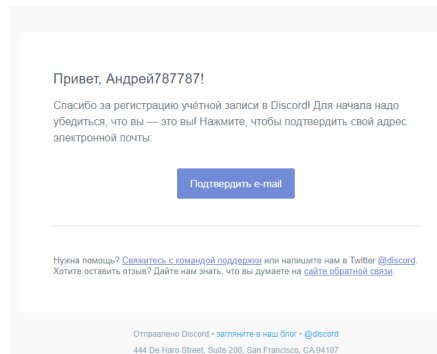 Привет, Андрей787787!
Спасибо за регистрацию учётной записи в Discord! Для начала надо
убедиться, что вы — это вы! Нажмите, чтобы подтвердить свой адрес
электронной почты:
Подтвердить e-mail
Нужна помощь? Свяжитесь с командой поддержки или напишите нам в Twitter @discord.
Хотите оставить отзыв? Дайте нам знать, что вы думаете на сайте обратной связи.
Отправлено Discord • загляните в наш блог • @discord
444 De Haro Street, Suite 200, San Francisco, CA 94107